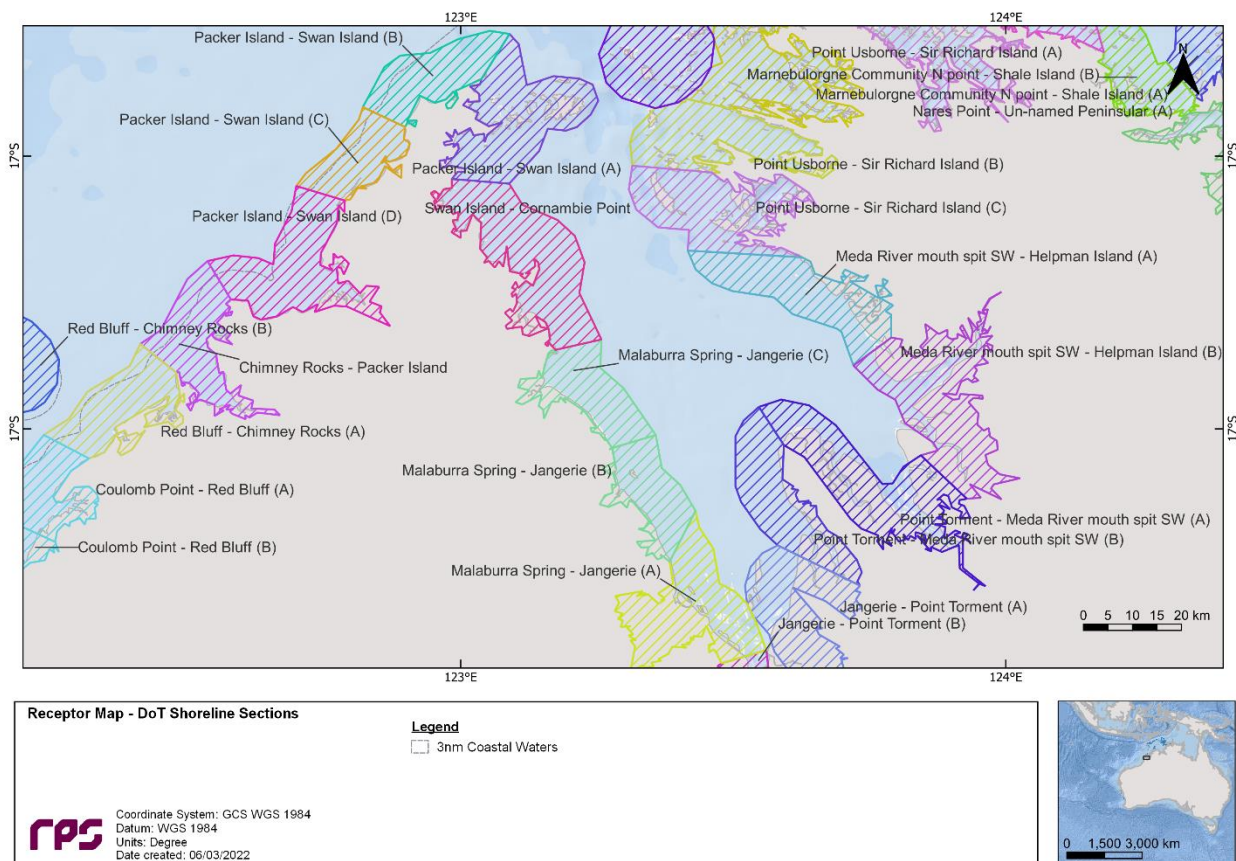 123°E
124°E
N
Packer Island - Swan Island (B)
Point Usborne - Sir Richard Island (A)
Marnebulorgne Community N point - Shale Island (B)
Marnebulorgne Community N point - Shale Island (A)
Nares Point - Un-named Peninsular (A)
Packer Island - Swan Island (C)
17°S
17°S
Packer Island - Swan Island (A)
Point Usborne - Sir Richard Island (B)
Packer Island - Swan Island (D)
Swan Island - Cornambie Point
Point Usborne - Sir Richard Island (C)
Meda River mouth spit SW - Helpman Island (A)
Red Bluff - Chimney Rocks (B)
Chimney Rocks - Packer Island
Malaburra Spring - Jangerie (C)
Meda River mouth spit SW - Helpman Island (B)
Red Bluff - Chimney Rocks (A)
17°S
17°S
Malaburra Spring - Jangerie (B)
Coulomb Point - Red Bluff (A)
Point Torment - Meda River mouth spit SW (A)
Point Torment - Meda River mouth spit SW (B)
Coulomb Point - Red Bluff (B)
Malaburra Spring - Jangerie (A)
Jangerie - Point Torment (A)
Jangerie - Point Torment (B)
0 5 10 15 20 km
123°E
124°E
Receptor Map - DoT Shoreline Sections
Legend
3nm Coastal Waters
rps
Coordinate System: GCS WGS 1984
Datum: WGS 1984
Units: Degree
Date created: 06/03/2022
0 1,500 3,000 km